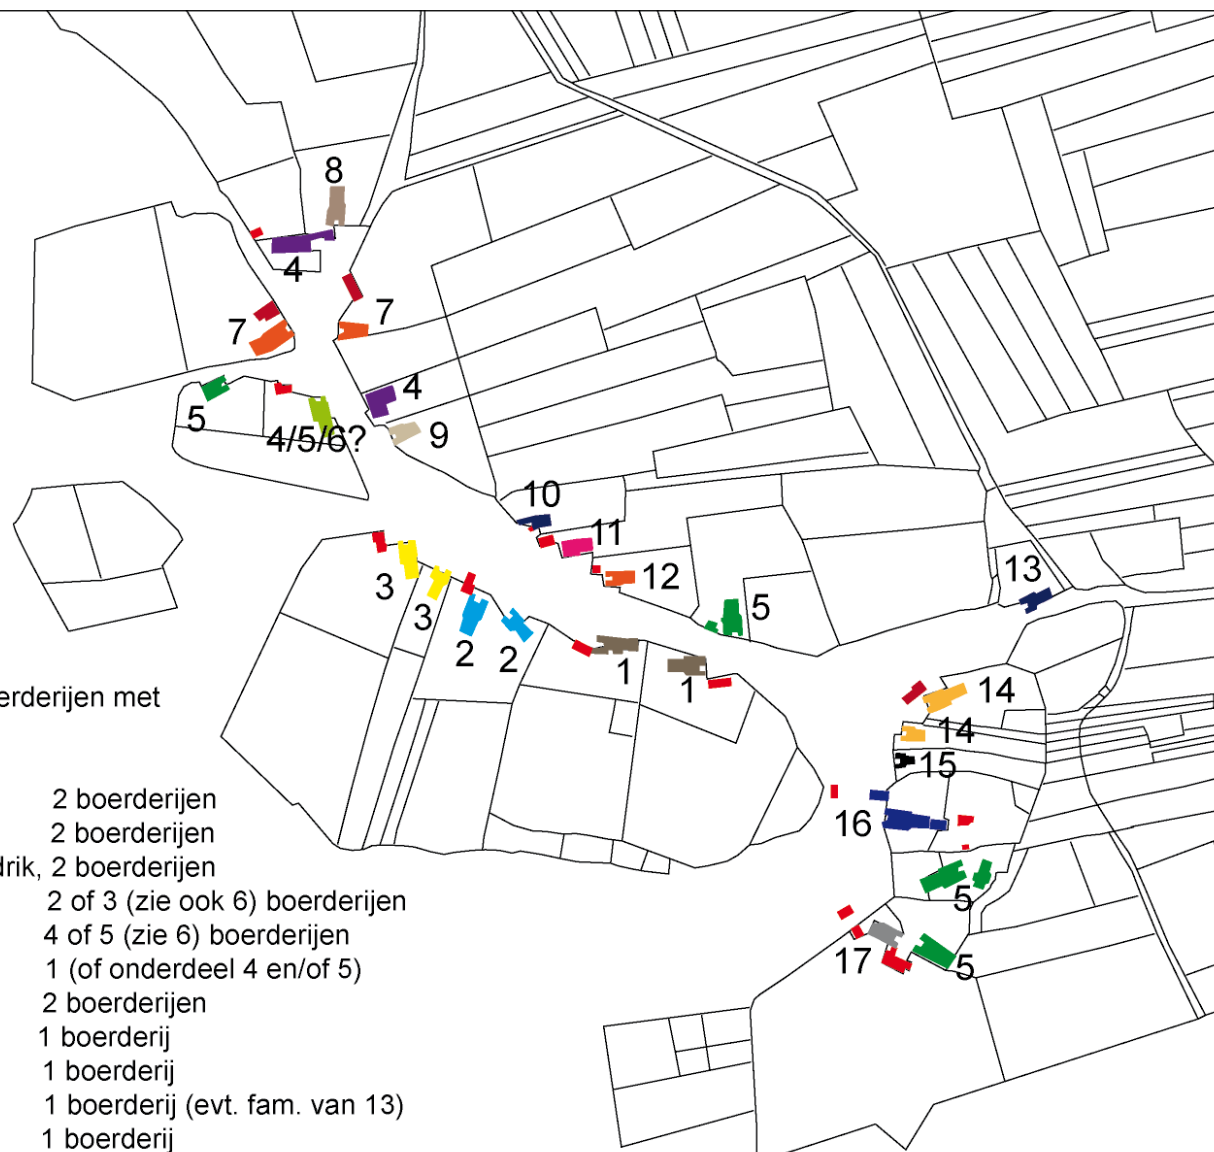 8
4
7
7
4
5
4/5/6?
9
10
11
12
13
3
3
5
2
2
1
1
14
14
15
16
5
17
5
erderijen met
2 boerderijen
2 boerderijen
drik, 2 boerderijen
2 of 3 (zie ook 6) boerderijen
4 of 5 (zie 6) boerderijen
1 (of onderdeel 4 en/of 5)
2 boerderijen
1 boerderij
1 boerderij
1 boerderij (evt. fam. van 13)
1 boerderij